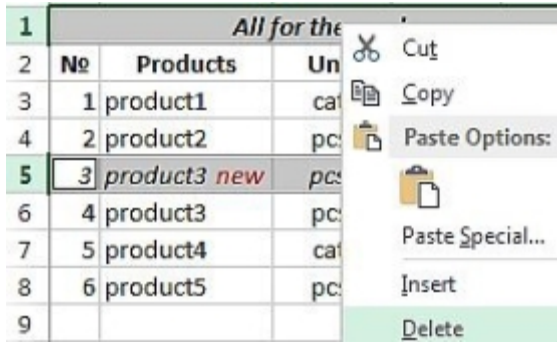 1 All for the
2 № Products Un
3 1 product1 cat
4 2 product2 pcs
5 3 product3 new pcs
6 4 product3 pcs
7 5 product4 cat
8 6 product5 pcs
9
Cut
Copy
Paste Options:
Paste Special...
Insert
Delete